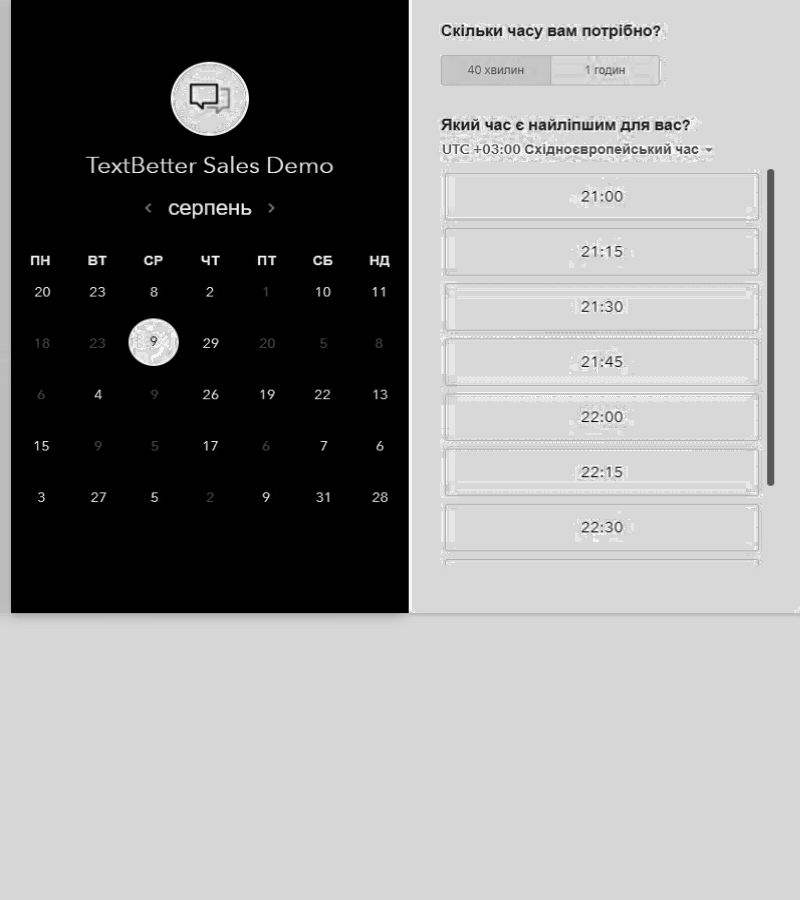 TextBetter Sales Demo
серпень
ПН ВТ СР ЧТ ПТ СБ НД
20 23 8 2 1 10 11
18 23 9 29 20 5 8
6 4 9 26 19 22 13
15 9 5 17 6 7 6
3 27 5 2 9 31 28
Скільки часу вам потрібно?
40 хвилин 1 годин
Який час є найліпшим для вас?
UTC +03:00 Східноєвропейський час
21:00
21:15
21:30
21:45
22:00
22:15
22:30